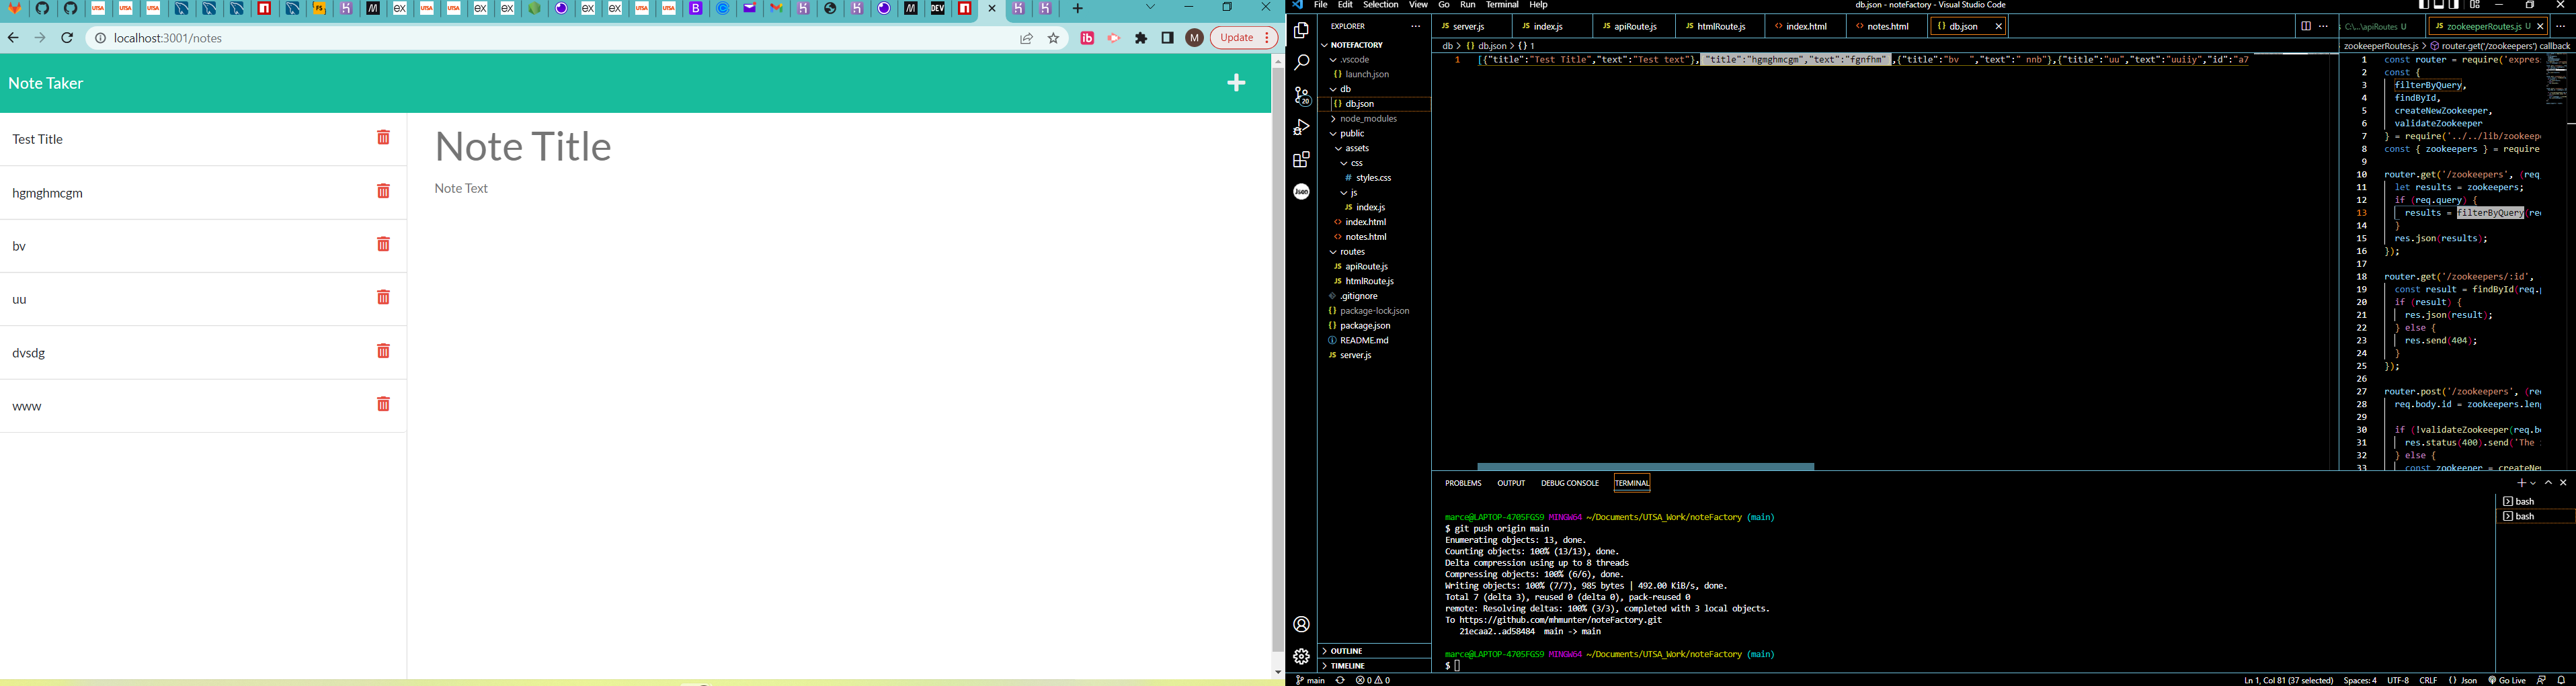 localhost:3001/notes
Update
Note Taker
Test Title
hgmghmcgm
bv
uu
dvsdg
www
Note Title
Note Text
File Edit Selection View Go Run Terminal Help
db.json - noteFactory - Visual Studio Code
EXPLORER
NOTEFACTORY
.vscode
launch.json
db
db.json
node_modules
public
assets
css
styles.css
js
index.js
index.html
notes.html
routes
apiRoute.js
htmlRoute.js
.gitignore
package-lock.json
package.json
README.md
server.js
OUTLINE
TIMELINE
server.js index.js apiRoute.js htmlRoute.js index.html notes.html db.json
db > db.json > 1
1 [{"title":"Test Title","text":"Test text"},{"title":"hgmghmcgm","text":"fgnfhm"},{"title":"bv  ","text":" nnb"},{"title":"uu","text":"uuiiy","id":"a7
C:\...\apiRoutes U zookeeperRoutes.js U
zookeeperRoutes.js > router.get('/zookeepers') callback
1 const router = require('expres
2 const {
3 filterByQuery,
4 findById,
5 createNewZookeeper,
6 validateZookeeper
7 } = require('../../lib/zookeepe
8 const { zookeepers } = require
9
10 router.get('/zookeepers', (req
11 let results = zookeepers;
12 if (req.query) {
13 results = filterByQuery(re
14 }
15 res.json(results);
16 });
17
18 router.get('/zookeepers/:id',
19 const result = findById(req.
20 if (result) {
21 res.json(result);
22 } else {
23 res.send(404);
24 }
25 });
26
27 router.post('/zookeepers', (re
28 req.body.id = zookeepers.len
29
30 if (!validateZookeeper(req.b
31 res.status(400).send('The
32 } else {
33 const zookeeper = createNe
PROBLEMS OUTPUT DEBUG CONSOLE TERMINAL
bash
bash
marce@LAPTOP-4705FGS9 MINGW64 ~/Documents/UTSA_Work/noteFactory (main)
$ git push origin main
Enumerating objects: 13, done.
Counting objects: 100% (13/13), done.
Delta compression using up to 8 threads
Compressing objects: 100% (6/6), done.
Writing objects: 100% (7/7), 985 bytes | 492.00 KiB/s, done.
Total 7 (delta 3), reused 0 (delta 0), pack-reused 0
remote: Resolving deltas: 100% (3/3), completed with 3 local objects.
To https://github.com/mhmunter/noteFactory.git
21ecaa2..ad58484  main -> main
marce@LAPTOP-4705FGS9 MINGW64 ~/Documents/UTSA_Work/noteFactory (main)
$
main 0 0
Ln 1, Col 81 (37 selected) Spaces: 4 UTF-8 CRLF {} Json Go Live